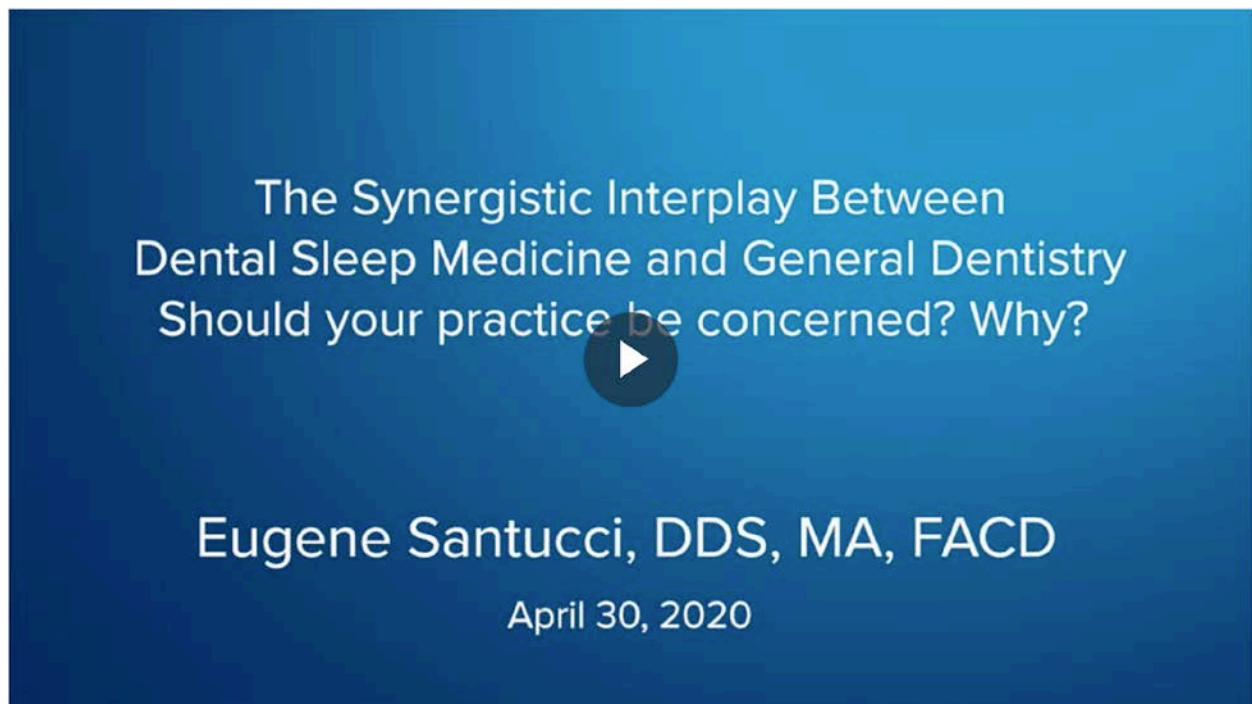 The Synergistic Interplay Between
Dental Sleep Medicine and General Dentistry
Should your practice be concerned? Why?
Eugene Santucci, DDS, MA, FACD
April 30, 2020